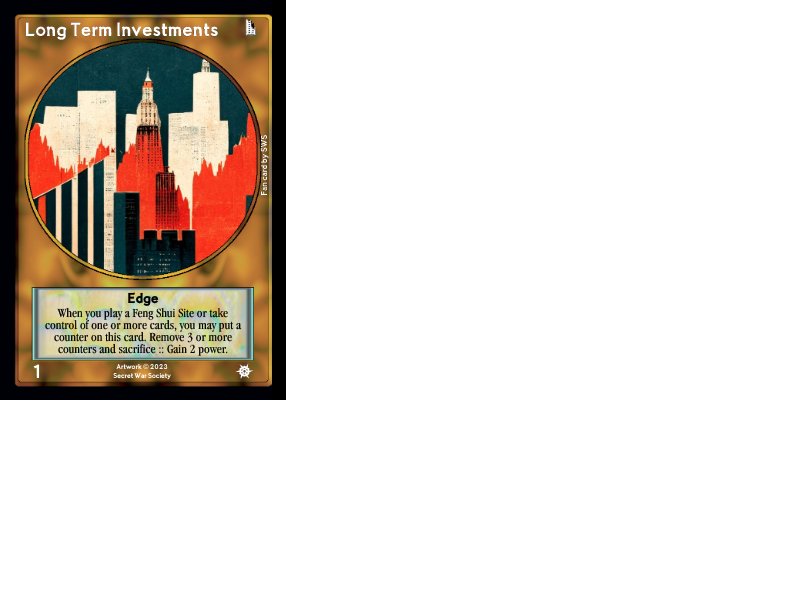 Long Term Investments
Fan card by SWS
Edge
When you play a Feng Shui Site or take
control of one or more cards, you may put a
counter on this card. Remove 3 or more
counters and sacrifice :: Gain 2 power.
1
Artwork © 2023
Secret War Society